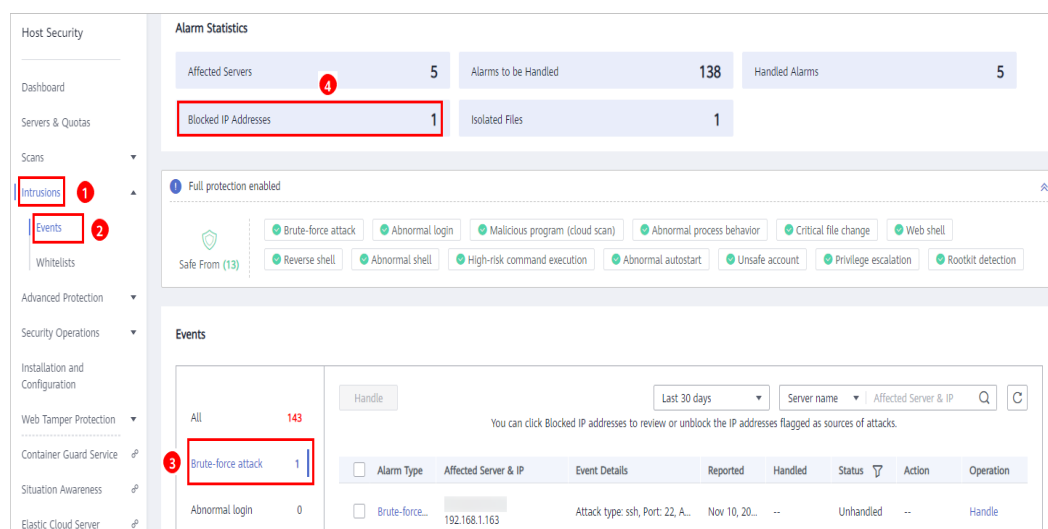 Host Security
Dashboard
Servers & Quotas
Scans
Intrusions 1
Events 2
Whitelists
Advanced Protection
Security Operations
Installation and
Configuration
Web Tamper Protection
Container Guard Service
Situation Awareness
Elastic Cloud Server
Alarm Statistics
Affected Servers 5
Alarms to be Handled 138
Handled Alarms 5
4
Blocked IP Addresses 1
Isolated Files 1
Full protection enabled
Safe From (13)
Brute-force attack Abnormal login Malicious program (cloud scan) Abnormal process behavior Critical file change Web shell
Reverse shell Abnormal shell High-risk command execution Abnormal autostart Unsafe account Privilege escalation Rootkit detection
Events
All 143
3 Brute-force attack 1
Abnormal login 0
Handle Last 30 days Server name Affected Server & IP
You can click Blocked IP addresses to review or unblock the IP addresses flagged as sources of attacks.
Alarm Type Affected Server & IP Event Details Reported Handled Status Action Operation
Brute-force... 192.168.1.163 Attack type: ssh, Port: 22, A... Nov 10, 20... -- Unhandled -- Handle